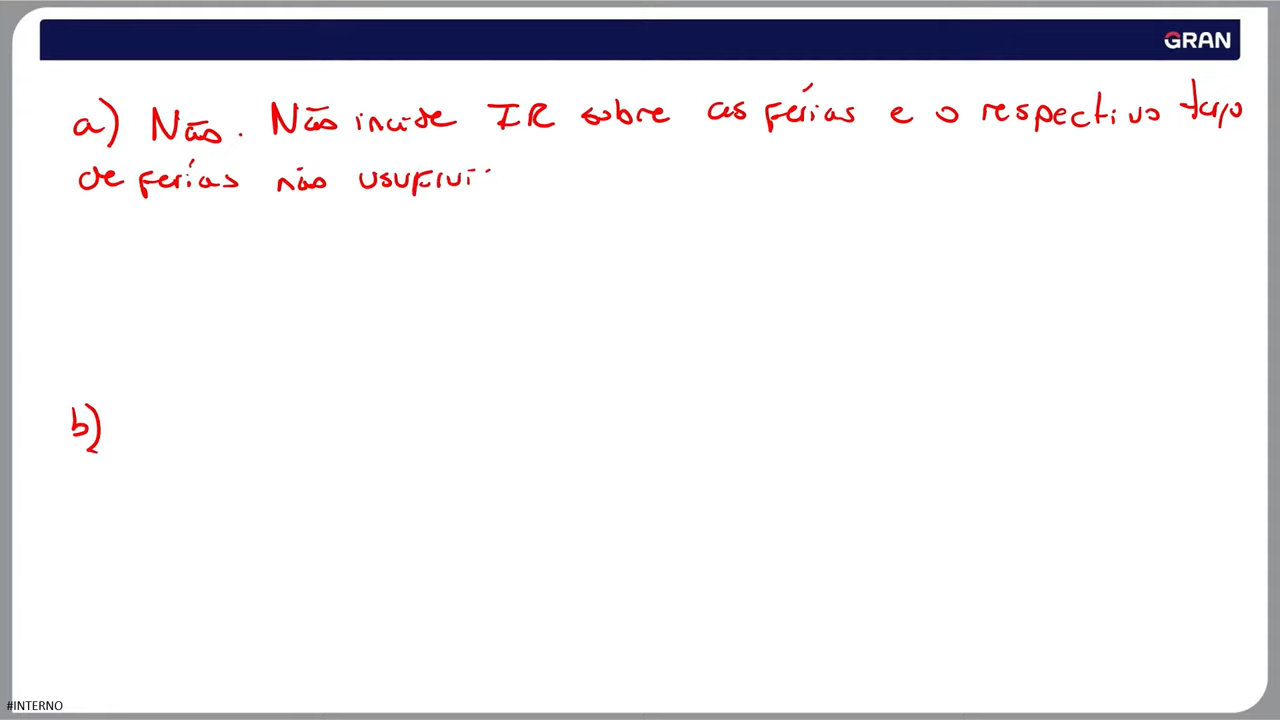 GRAN
a) Não. Não incide IR sobre as férias e o respectivo terço
de férias não usufruí
b)
#INTERNO